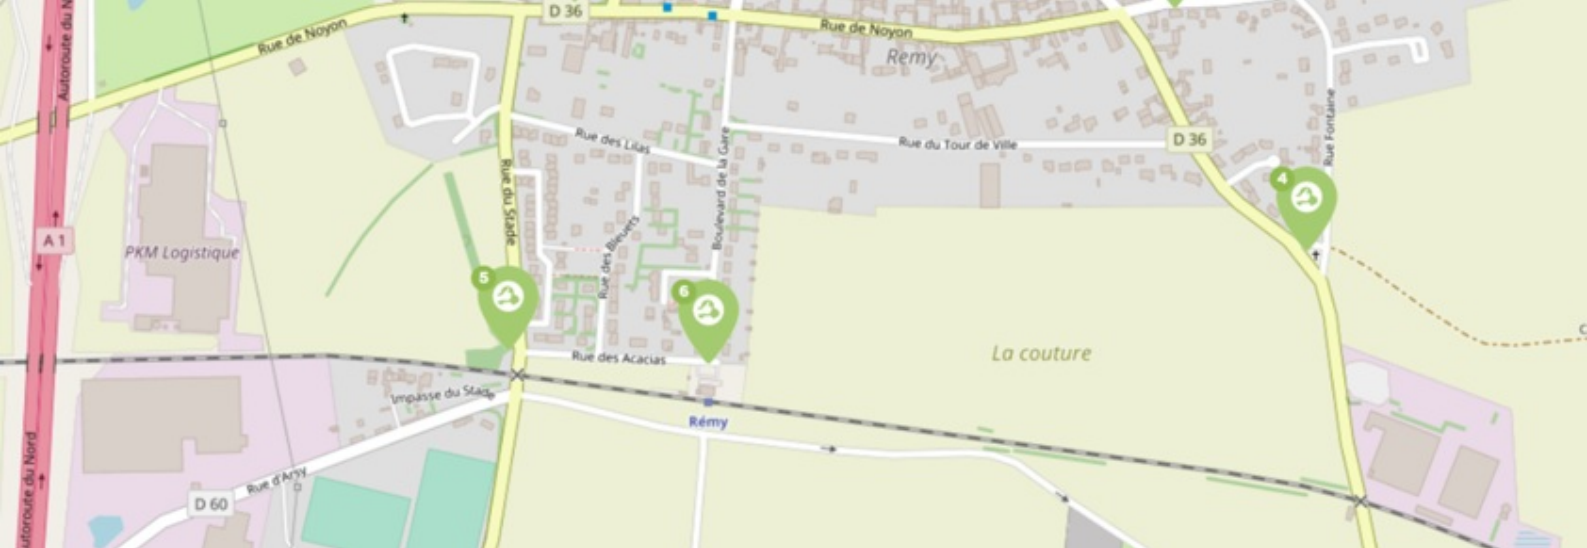 Autoroute du N
Rue de Noyon
D 36
Rue de Noyon
Remy
Rue des Lilas
Boulevard de la Gare
Rue du Tour de Ville
D 36
Rue Fontaine
4
Rue du Stade
A 1
PKM Logistique
Rue des Bleuets
5
6
Rue des Acacias
La couture
Impasse du Stade
Rémy
Rue d'Arsy
D 60
utoroute du Nord